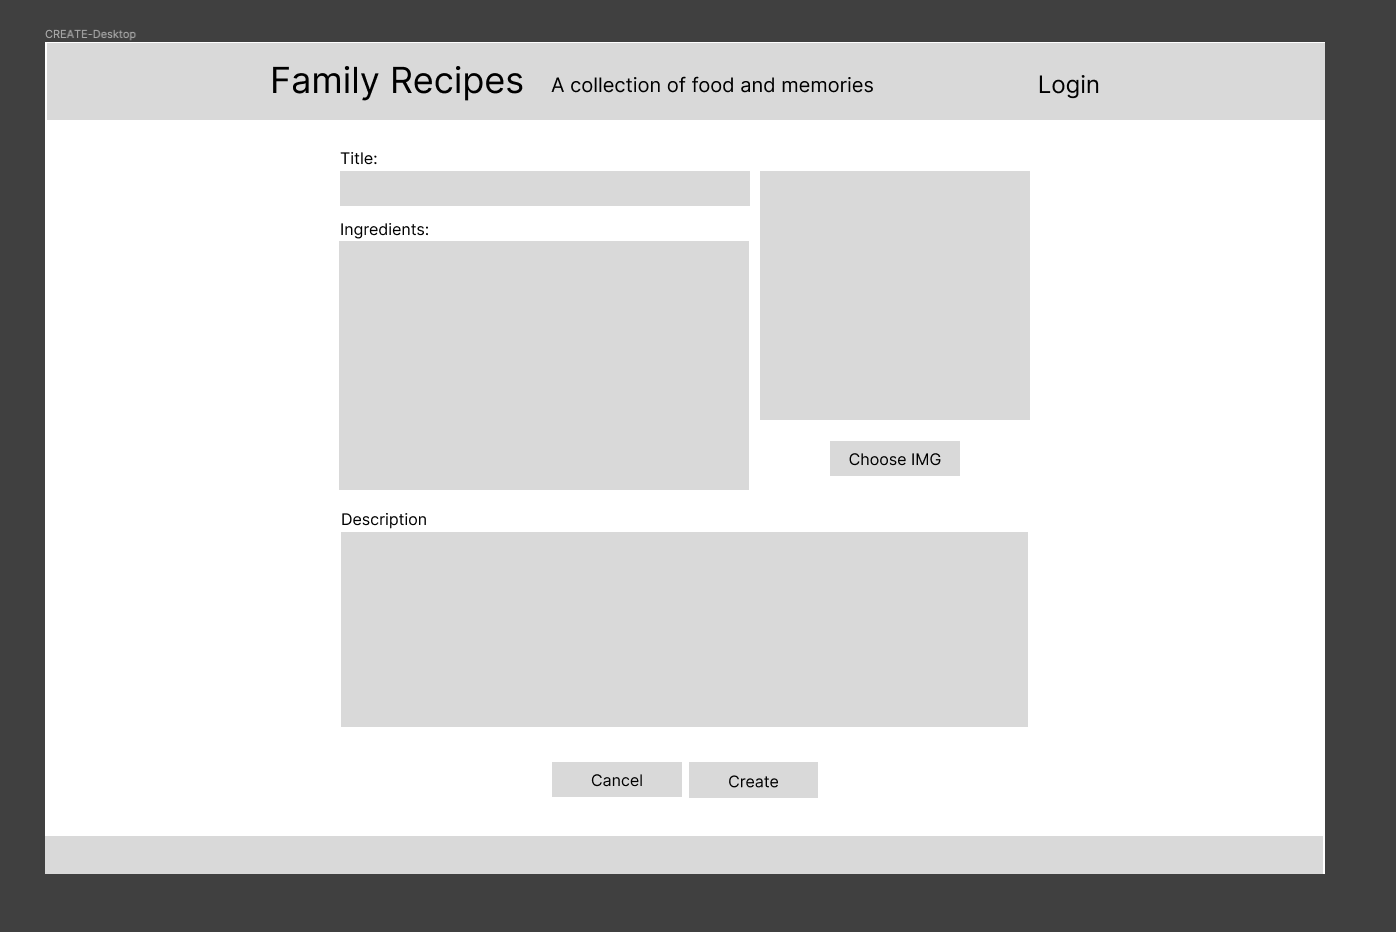 CREATE-Desktop
Family Recipes A collection of food and memories Login
Title:
Ingredients:
Choose IMG
Description
Cancel Create